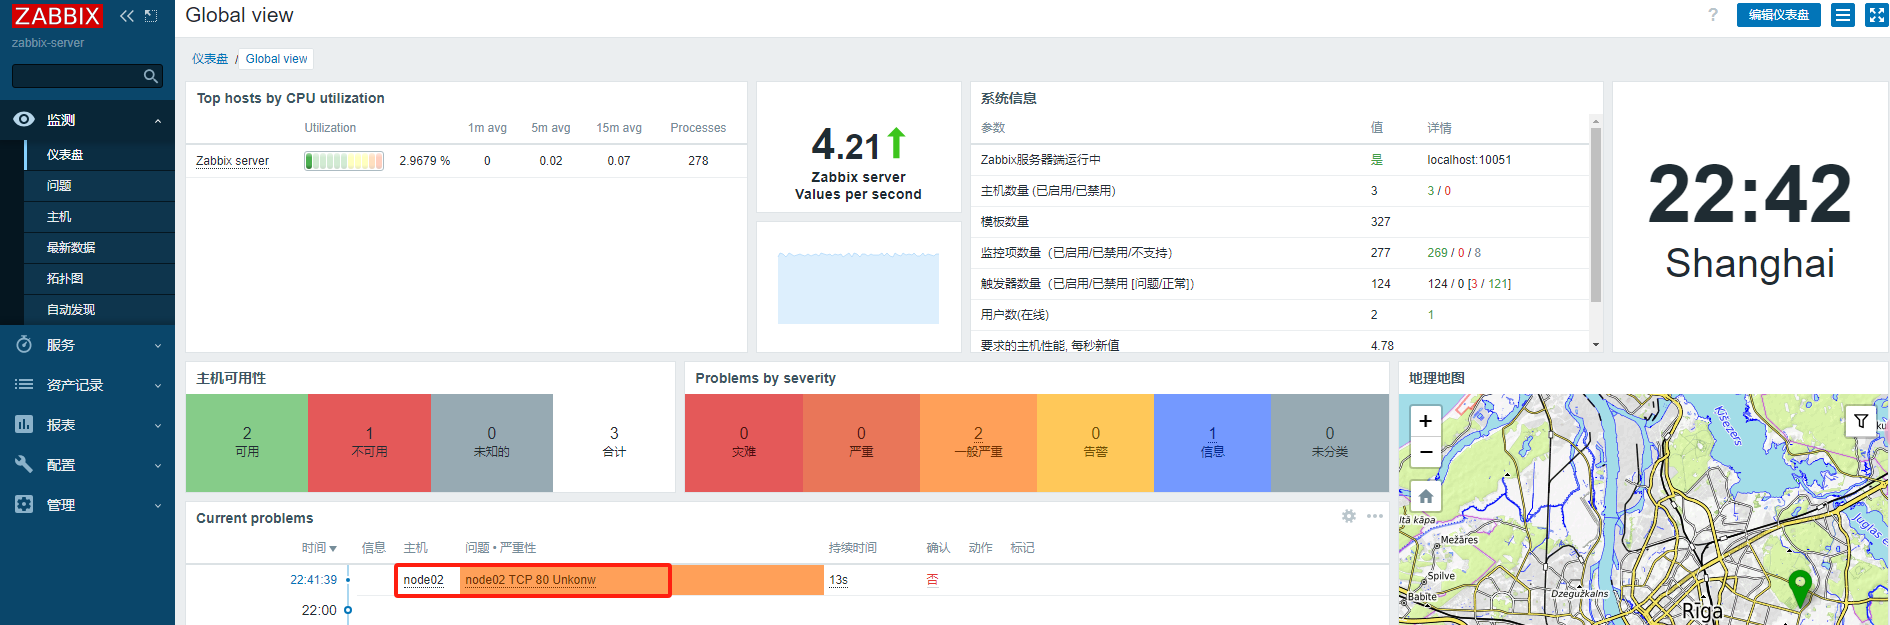 ZABBIX
zabbix-server
监测
仪表盘
问题
主机
最新数据
拓扑图
自动发现
服务
资产记录
报表
配置
管理
Global view
?
编辑仪表盘
仪表盘 / Global view
Top hosts by CPU utilization
Utilization 1m avg 5m avg 15m avg Processes
Zabbix server 2.9679 % 0 0.02 0.07 278
4.21
Zabbix server
Values per second
系统信息
参数 值 详情
Zabbix服务器端运行中 是 localhost:10051
主机数量 (已启用/已禁用) 3 3 / 0
模板数量 327
监控项数量（已启用/已禁用/不支持） 277 269 / 0 / 8
触发器数量（已启用/已禁用 [问题/正常]） 124 124 / 0 [3 / 121]
用户数(在线) 2 1
要求的主机性能, 每秒新值 4.78
22:42
Shanghai
主机可用性
2 可用
1 不可用
0 未知的
3 合计
Problems by severity
0 灾难
0 严重
2 一般严重
0 告警
1 信息
0 未分类
Current problems
时间 信息 主机 问题 • 严重性 持续时间 确认 动作 标记
22:41:39 node02 node02 TCP 80 Unkonw 13s 否
22:00
地理地图
+
−
Ķīšezers
Juglas e
ltā kāpa
Mežāres
Spilve
Babīte
Dzegužkalns
Rīga